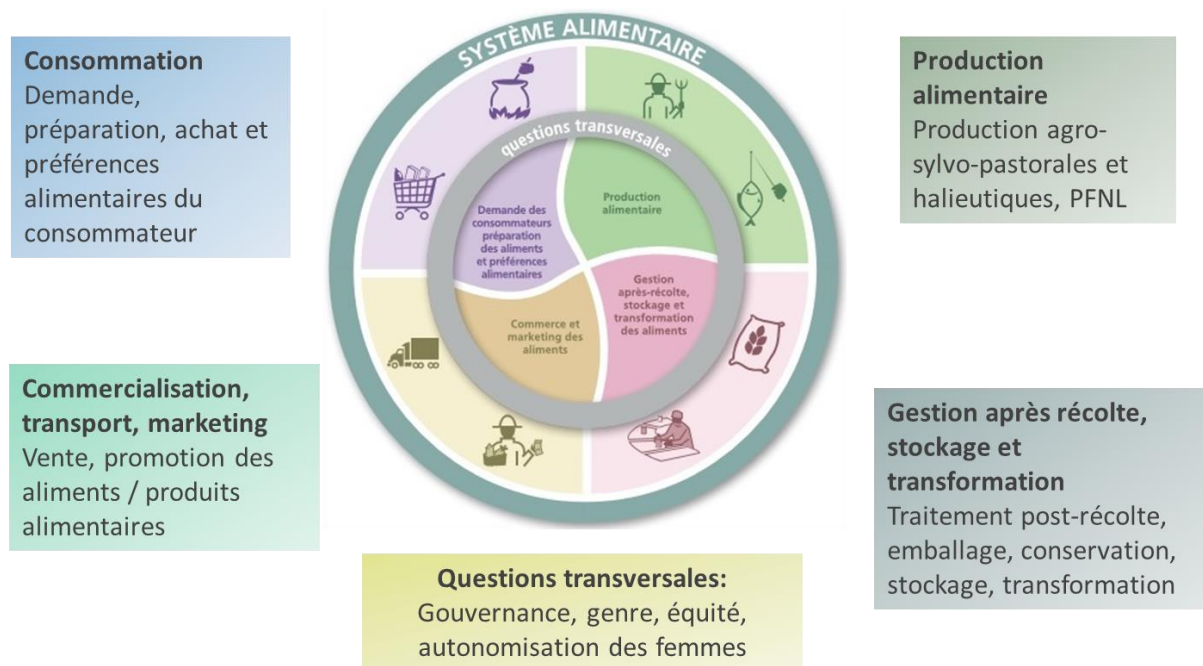 Consommation
Demande,
préparation, achat et
préférences
alimentaires du
consommateur
SYSTÈME ALIMENTAIRE
questions transversales
Demande des
consommateurs
préparation
des aliments
et préférences
alimentaires
Production
alimentaire
Gestion
après-récolte,
stockage et
transformation
des aliments
Commerce et
marketing des
aliments
Production
alimentaire
Production agro-
sylvo-pastorales et
halieutiques, PFNL
Commercialisation,
transport, marketing
Vente, promotion des
aliments / produits
alimentaires
Gestion après récolte,
stockage et
transformation
Traitement post-récolte,
emballage, conservation,
stockage, transformation
Questions transversales:
Gouvernance, genre, équité,
autonomisation des femmes